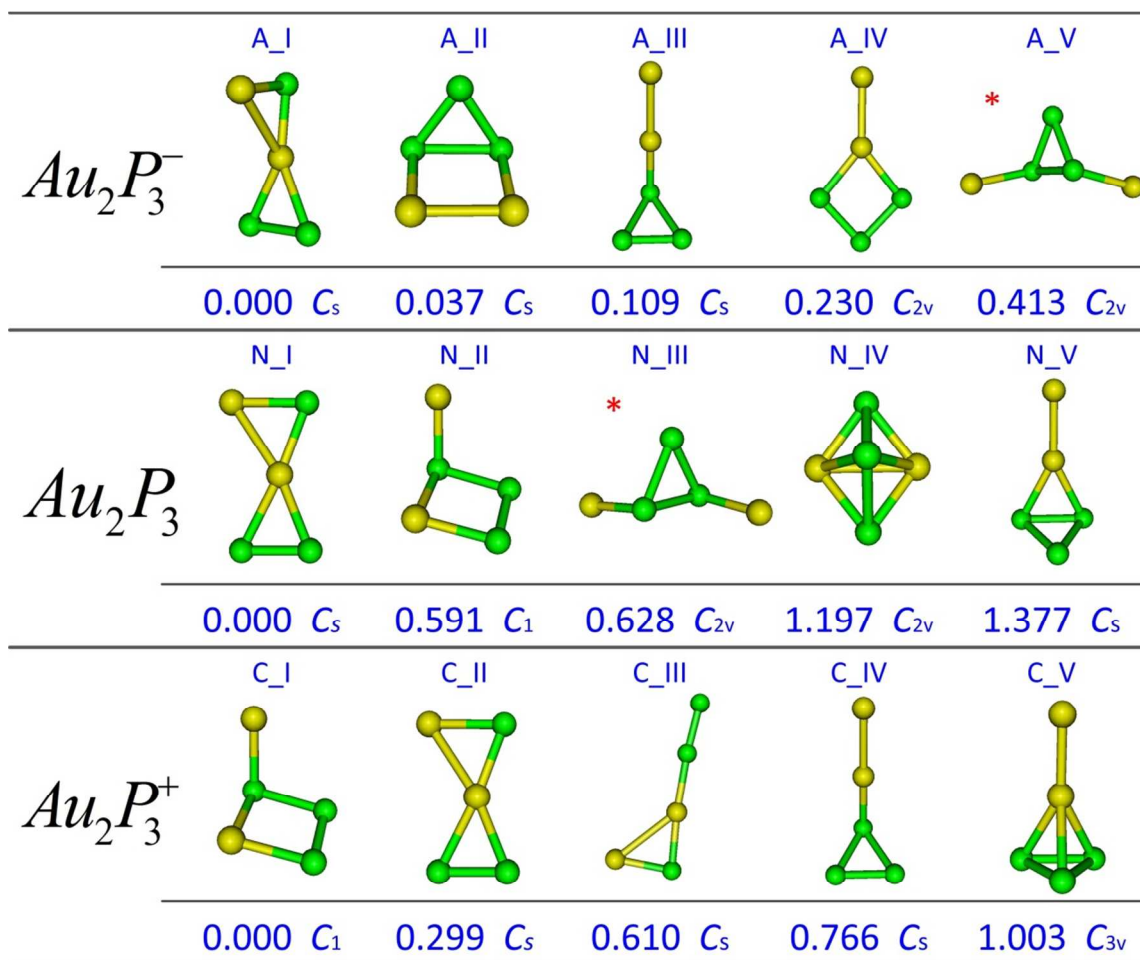 A_I A_II A_III A_IV A_V
*
Au₂P₃⁻
0.000 Cs 0.037 Cs 0.109 Cs 0.230 C2v 0.413 C2v
N_I N_II N_III N_IV N_V
*
Au₂P₃
0.000 Cs 0.591 C1 0.628 C2v 1.197 C2v 1.377 Cs
C_I C_II C_III C_IV C_V
Au₂P₃⁺
0.000 C1 0.299 Cs 0.610 Cs 0.766 Cs 1.003 C3v